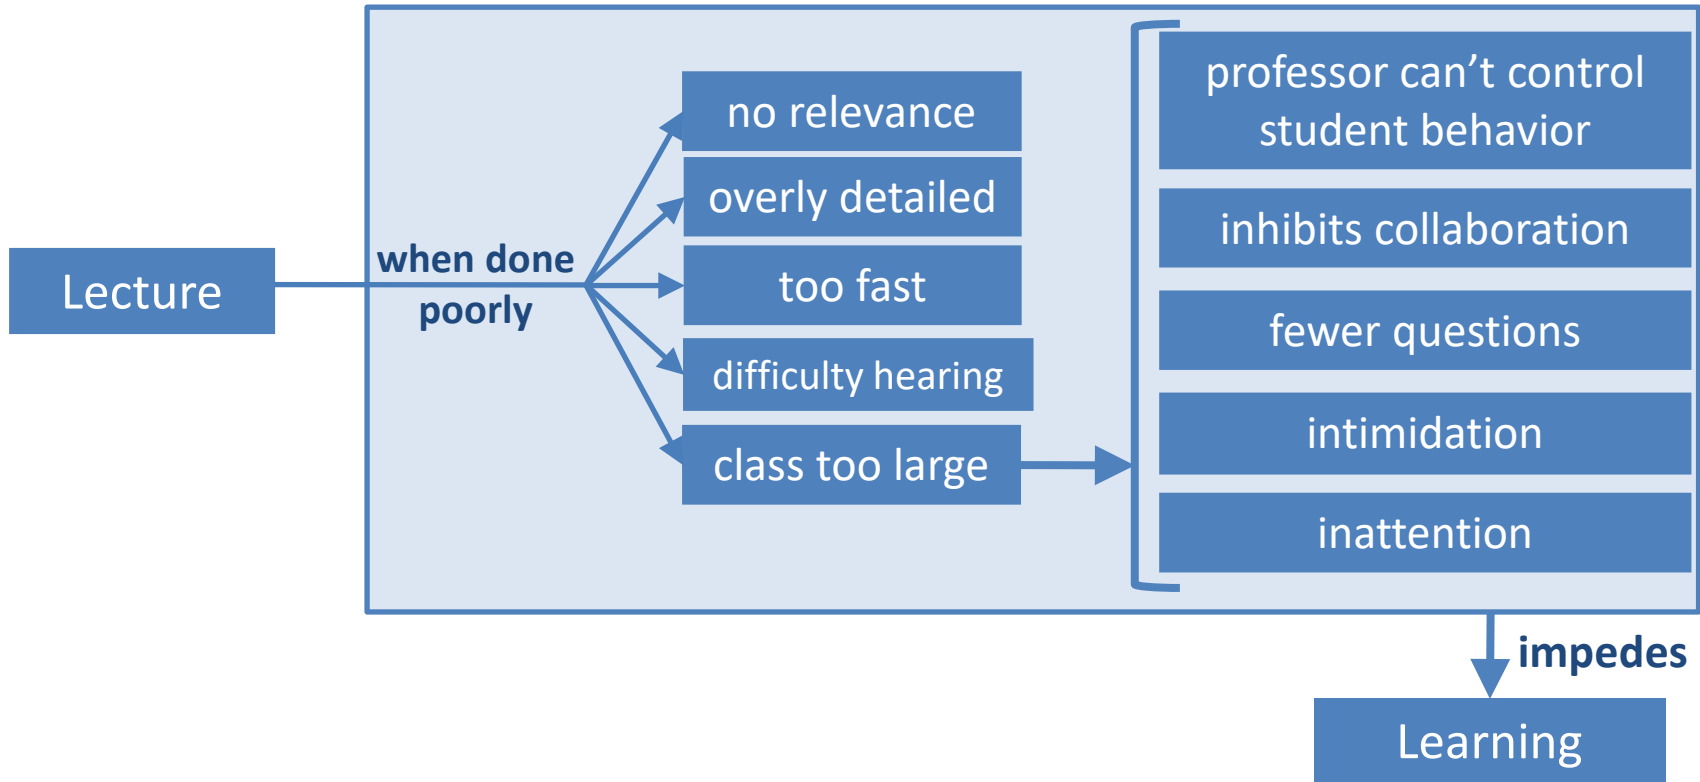 Lecture
when done
poorly
no relevance
overly detailed
too fast
difficulty hearing
class too large
professor can’t control
student behavior
inhibits collaboration
fewer questions
intimidation
inattention
impedes
Learning